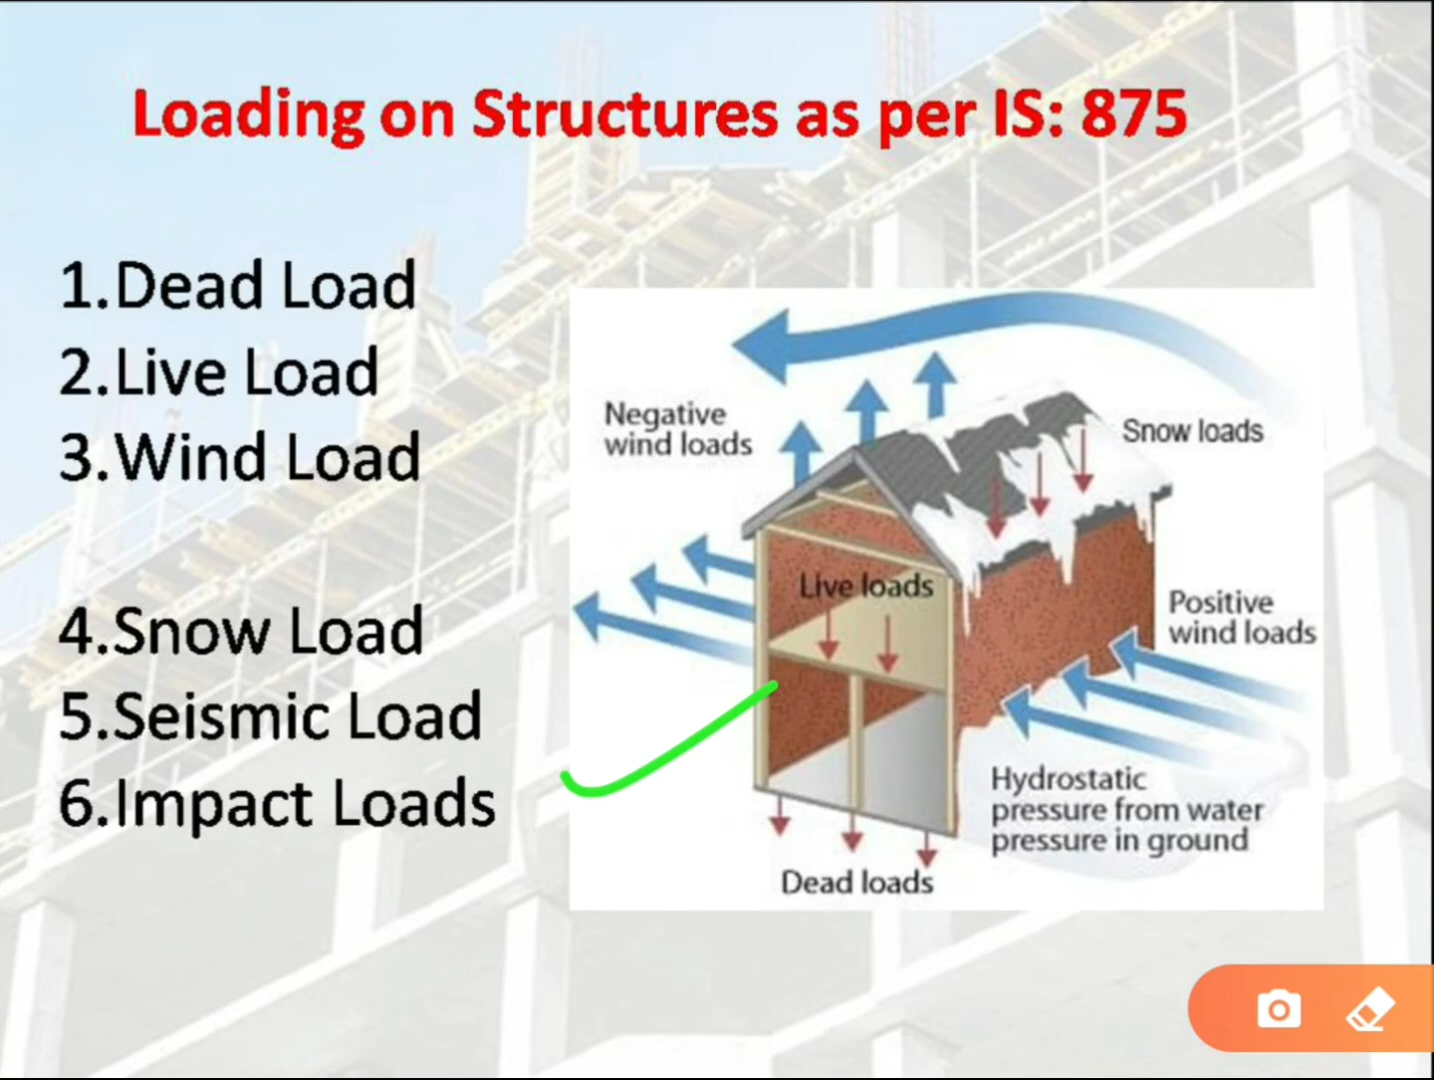 Loading on Structures as per IS: 875
1.Dead Load
2.Live Load
3.Wind Load
4.Snow Load
5.Seismic Load
6.Impact Loads
Negative
wind loads
Snow loads
Live loads
Positive
wind loads
Hydrostatic
pressure from water
pressure in ground
Dead loads